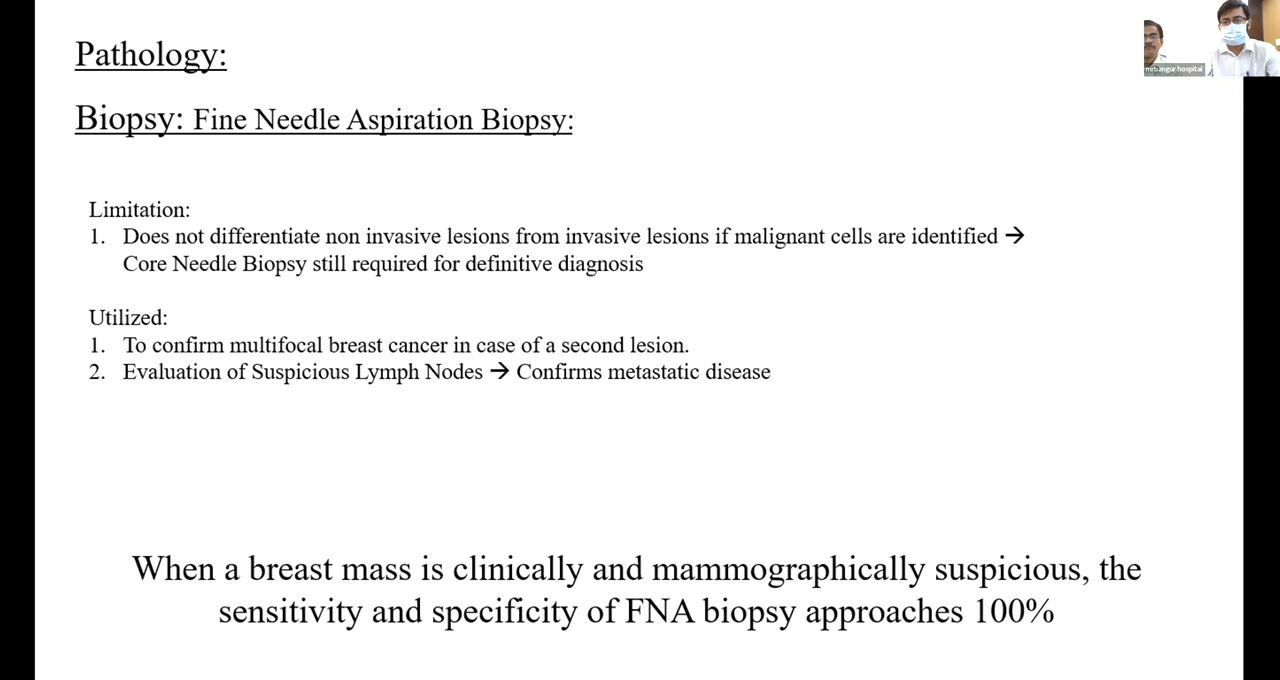 Pathology:
Biopsy: Fine Needle Aspiration Biopsy:
Limitation:
1. Does not differentiate non invasive lesions from invasive lesions if malignant cells are identified →
Core Needle Biopsy still required for definitive diagnosis
Utilized:
1. To confirm multifocal breast cancer in case of a second lesion.
2. Evaluation of Suspicious Lymph Nodes → Confirms metastatic disease
When a breast mass is clinically and mammographically suspicious, the
sensitivity and specificity of FNA biopsy approaches 100%
mrbangur hospital